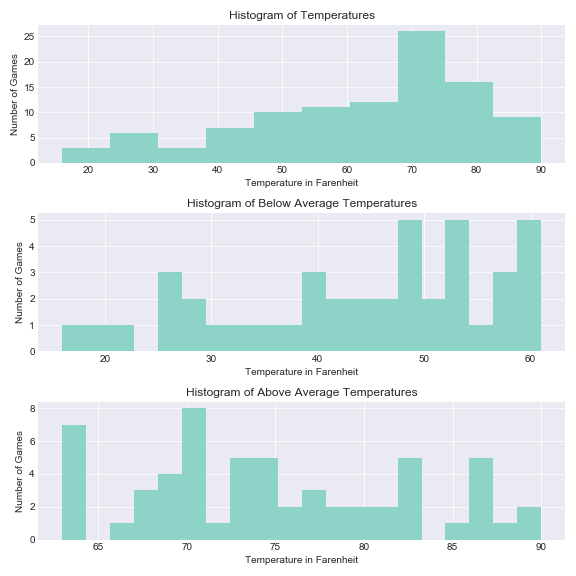 Histogram of Temperatures
Number of Games
25
20
15
10
5
0
20 30 40 50 60 70 80 90
Temperature in Farenheit
Histogram of Below Average Temperatures
Number of Games
5
4
3
2
1
0
20 30 40 50 60
Temperature in Farenheit
Histogram of Above Average Temperatures
Number of Games
8
6
4
2
0
65 70 75 80 85 90
Temperature in Farenheit